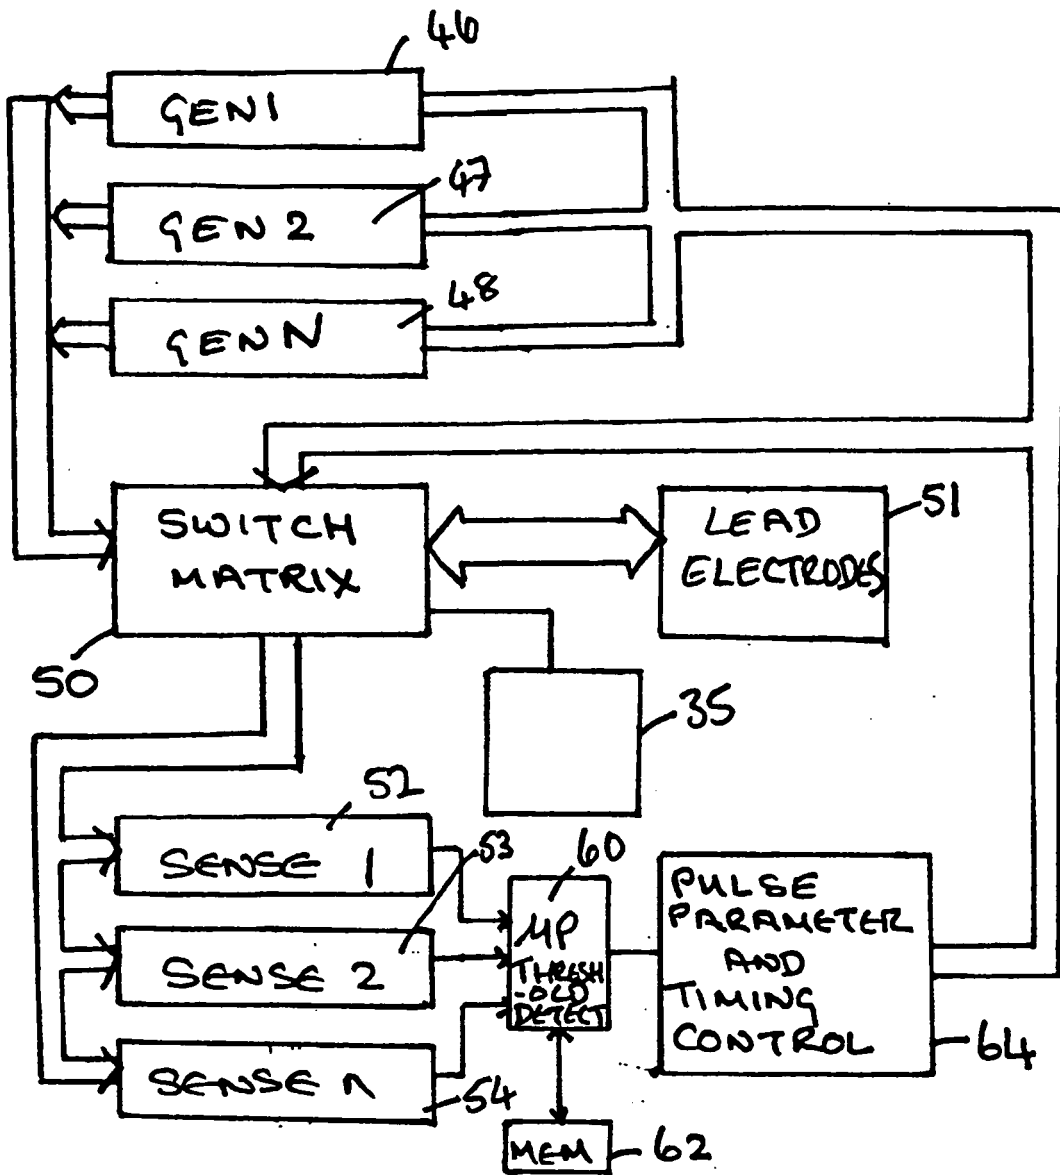 46
GEN1
47
GEN 2
48
GEN N
SWITCH
MATRIX
50
LEAD
ELECTRODES
51
35
52
SENSE 1
53
SENSE 2
SENSE n
54
60
μP
THRESH
-OLD
DETECT
MEM
62
PULSE
PARAMETER
AND
TIMING
CONTROL
64